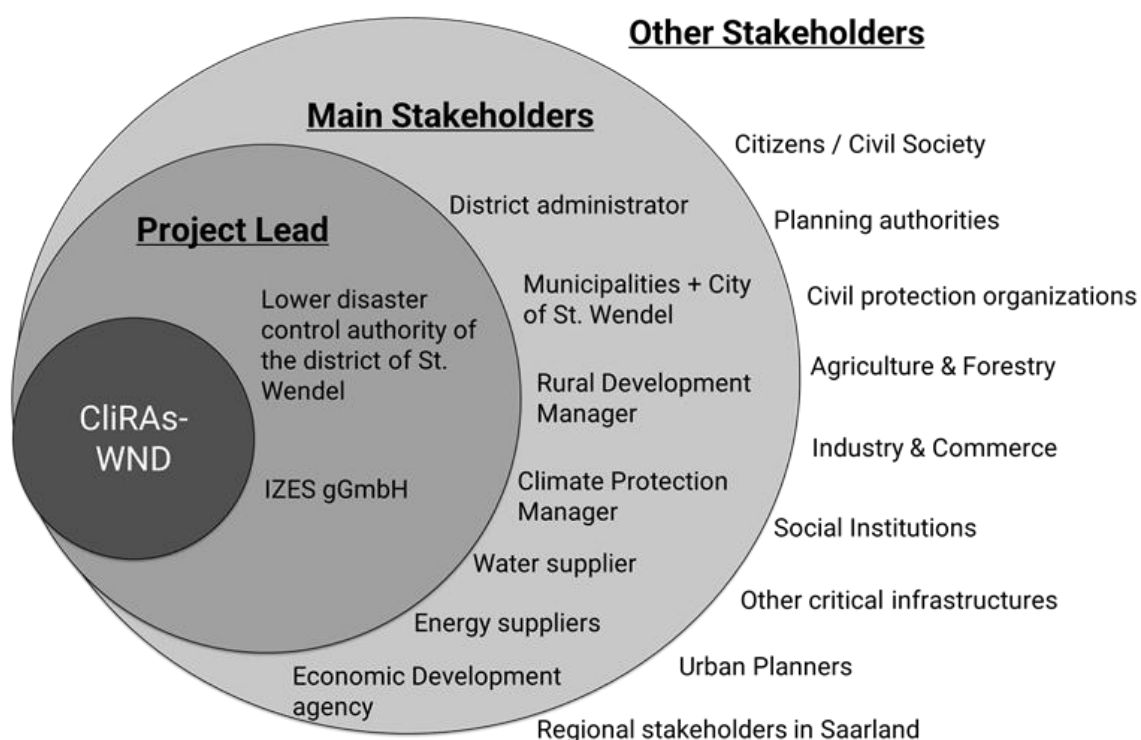 Other Stakeholders
Main Stakeholders
Citizens / Civil Society
District administrator
Planning authorities
Project Lead
Lower disaster
control authority of
the district of St.
Wendel
Municipalities + City
of St. Wendel
Civil protection organizations
Agriculture & Forestry
Rural Development
Manager
CliRAs-
WND
Industry & Commerce
IZES gGmbH
Climate Protection
Manager
Social Institutions
Water supplier
Other critical infrastructures
Energy suppliers
Urban Planners
Economic Development
agency
Regional stakeholders in Saarland